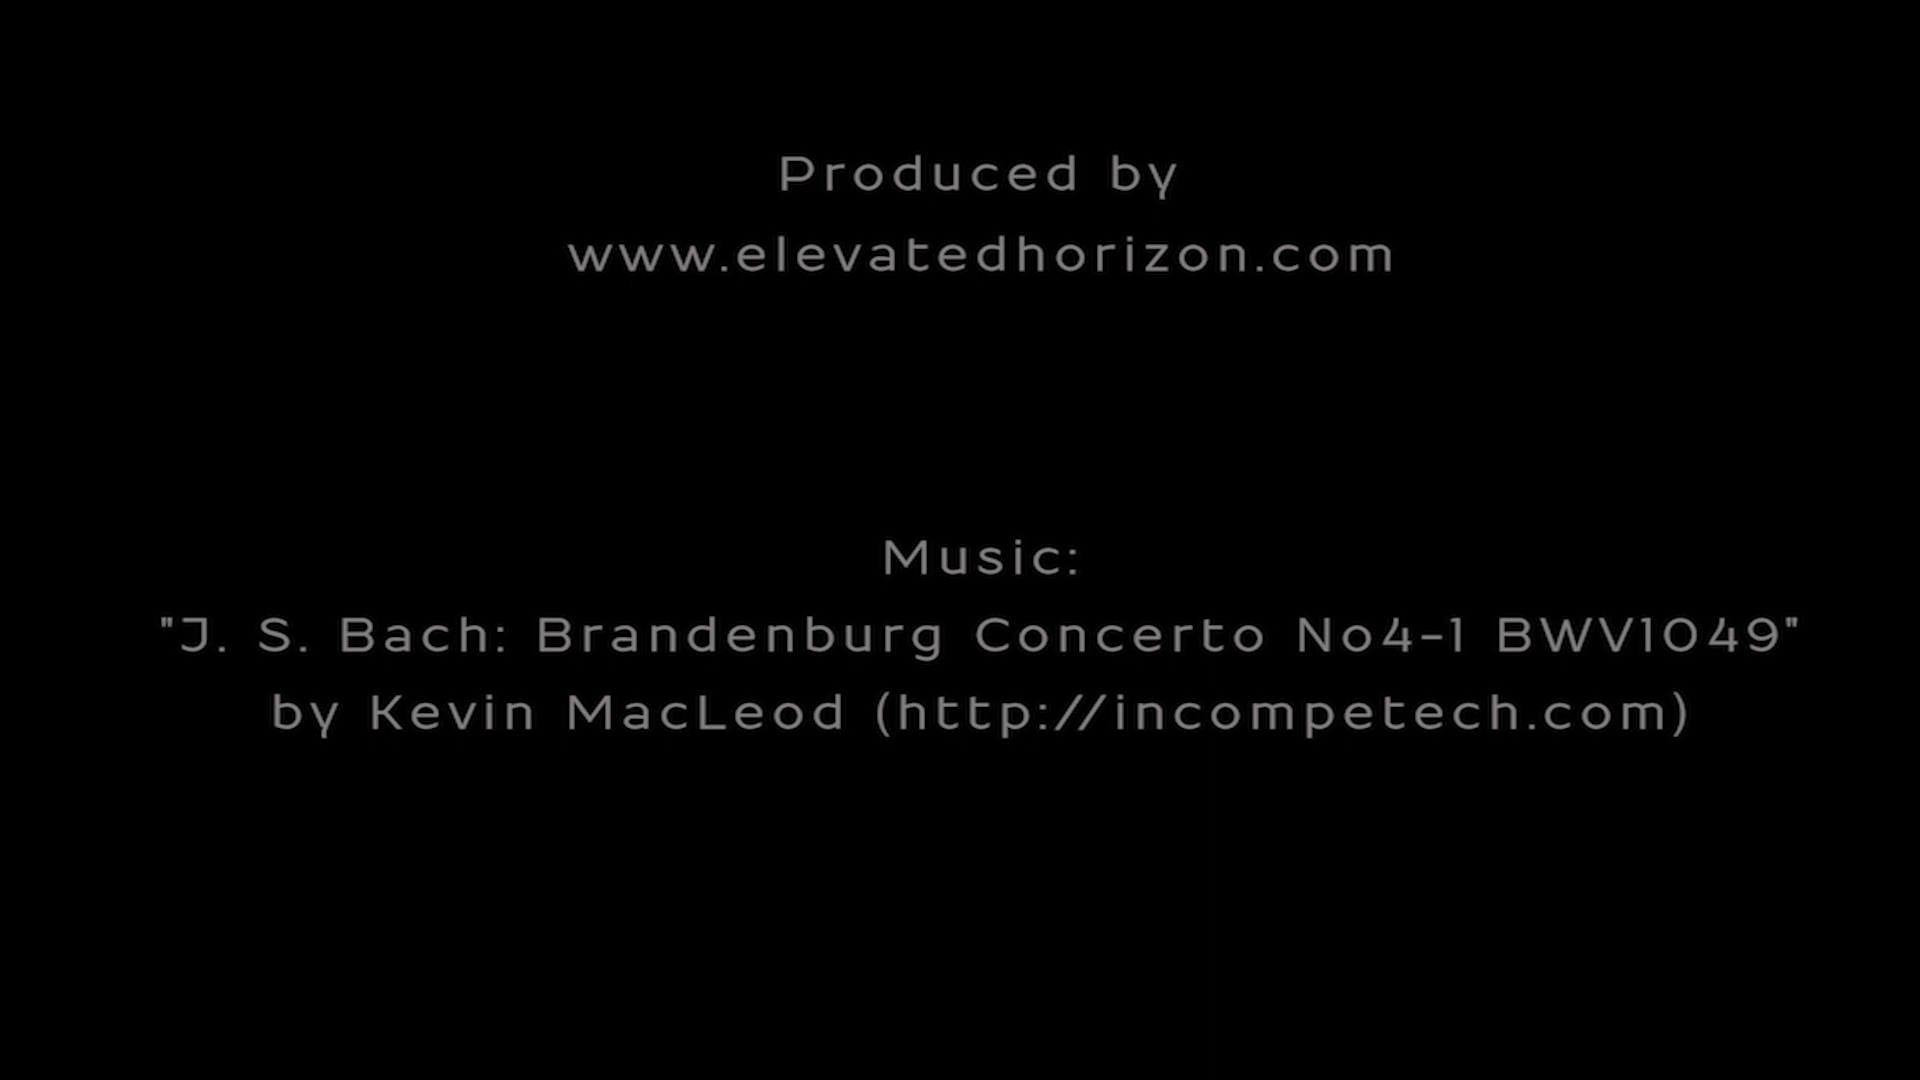 Produced by
www.elevatedhorizon.com
Music:
"J. S. Bach: Brandenburg Concerto No4-1 BWV1049"
by Kevin MacLeod (http://incompetech.com)